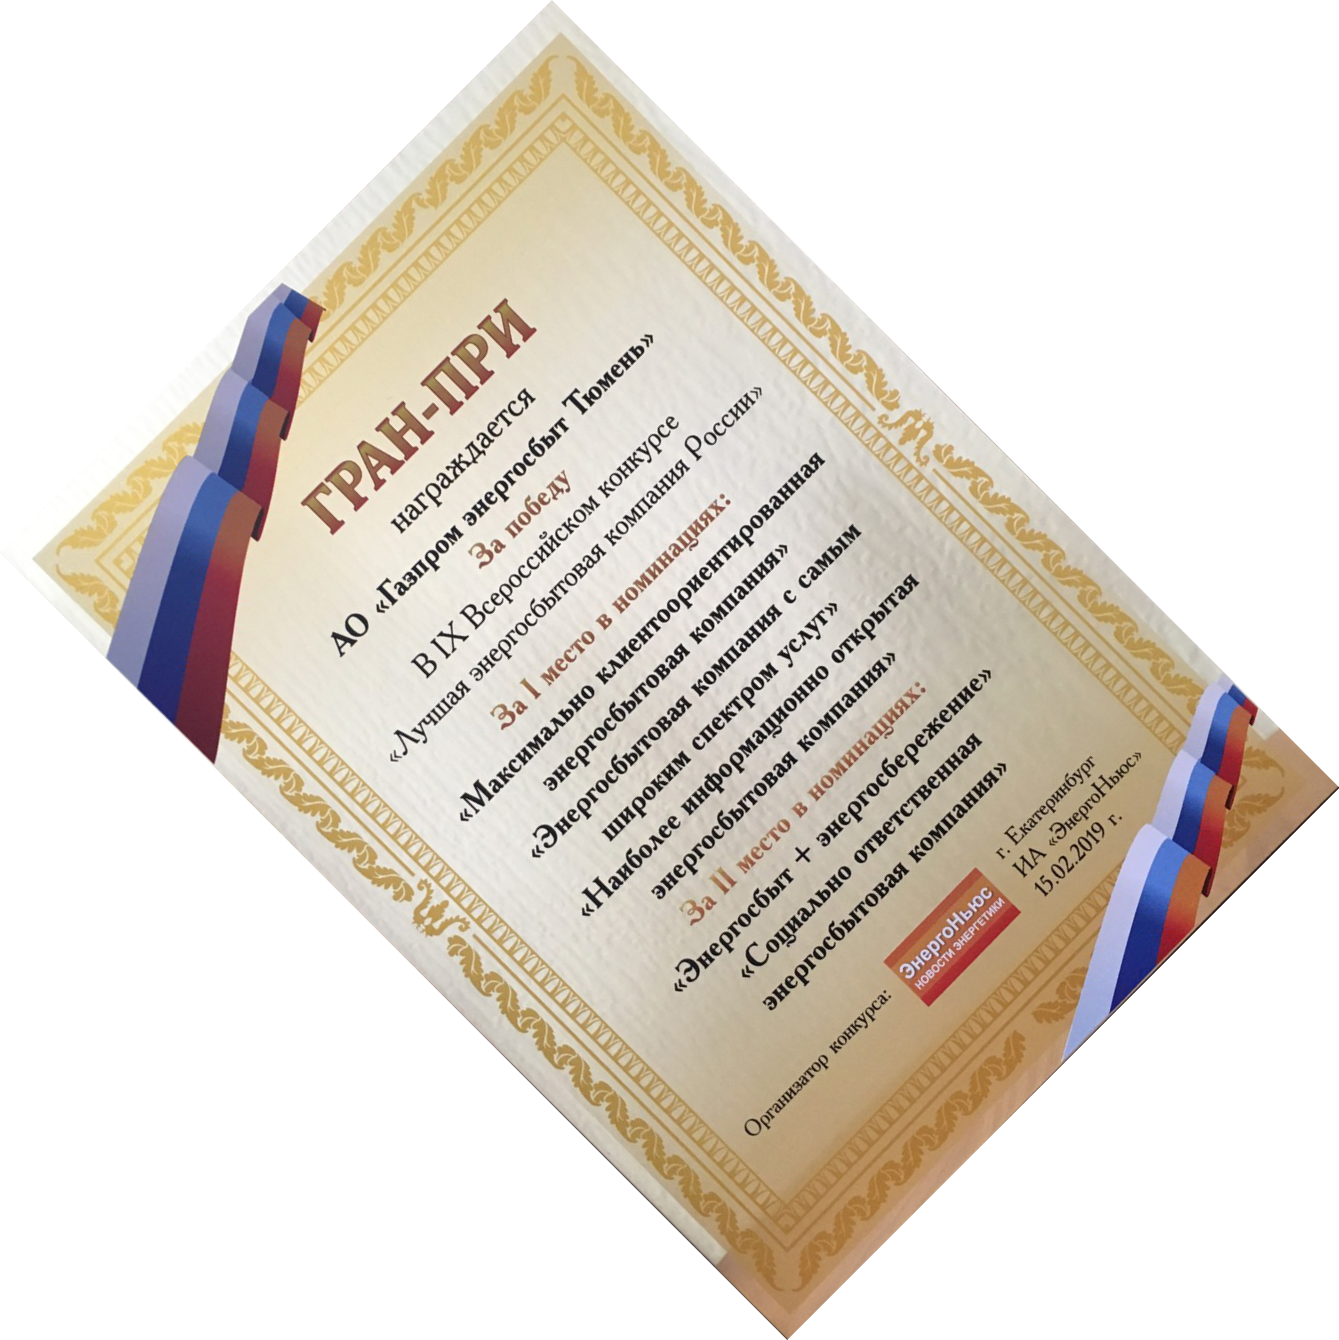 ГРАН-ПРИ
награждается
АО «Газпром энергосбыт Тюмень»
За победу
В IX Всероссийском конкурсе
«Лучшая энергосбытовая компания России»
За I место в номинациях:
«Максимально клиентоориентированная
энергосбытовая компания»
«Энергосбытовая компания с самым
широким спектром услуг»
«Наиболее информационно открытая
энергосбытовая компания»
За II место в номинациях:
«Энергосбыт + энергосбережение»
«Социально ответственная
энергосбытовая компания»
Организатор конкурса:
ЭнергоНьюс
НОВОСТИ ЭНЕРГЕТИКИ
г. Екатеринбург
ИА «ЭнергоНьюс»
15.02.2019 г.